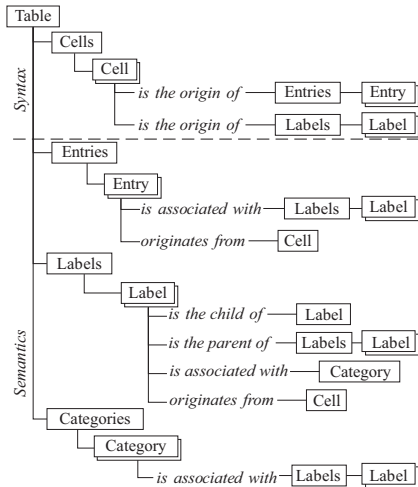 Table
Cells
Cell
is the origin of Entries Entry
is the origin of Labels Label
Syntax
Entries
Entry
is associated with Labels Label
originates from Cell
Labels
Label
is the child of Label
is the parent of Labels Label
is associated with Category
originates from Cell
Semantics
Categories
Category
is associated with Labels Label